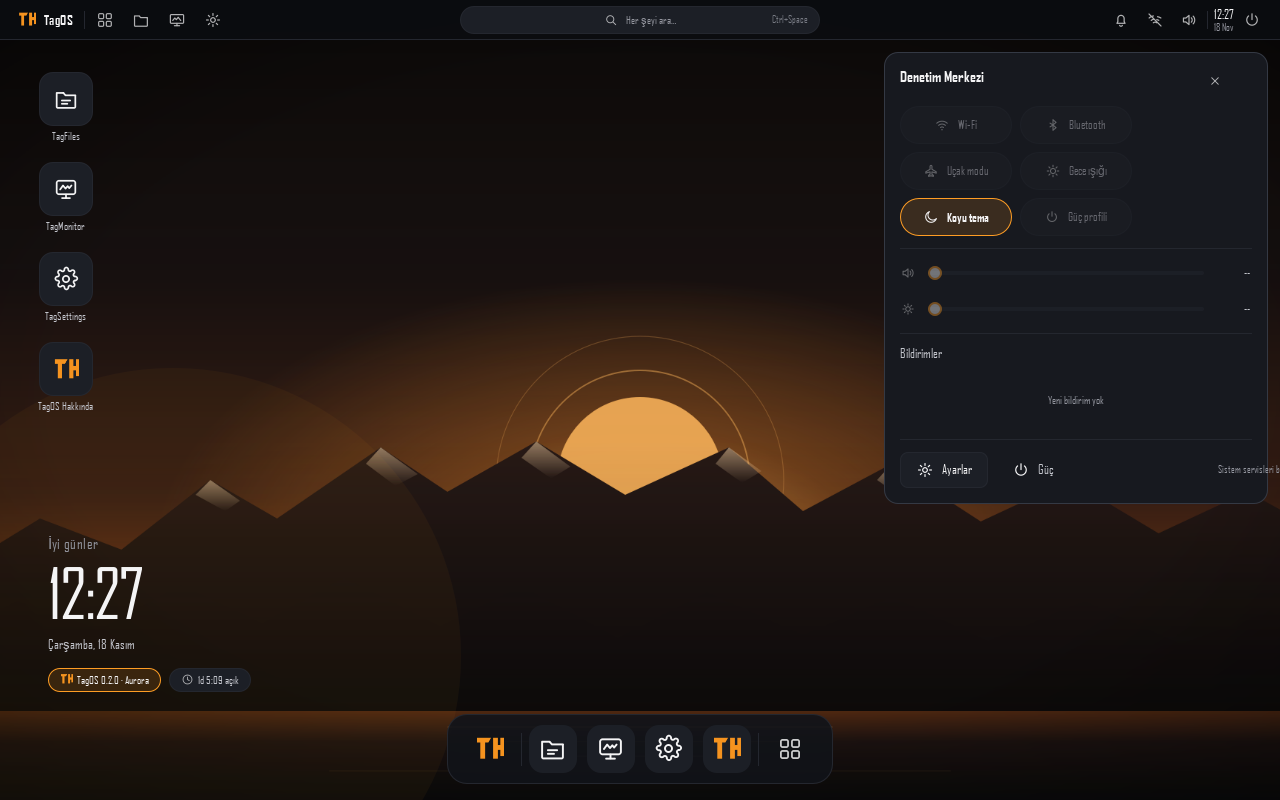 TH TagOS
Her şeyi ara...
Ctrl+Space
12:27
18 Nov
TagFiles
TagMonitor
TagSettings
TH
TagOS Hakkında
İyi günler
12:27
Çarşamba, 18 Kasım
TH TagOS 0.2.0 · Aurora
1d 5:09 açık
Denetim Merkezi
Wi-Fi
Bluetooth
Uçak modu
Gece ışığı
Koyu tema
Güç profili
--
--
Bildirimler
Yeni bildirim yok
Ayarlar
Güç
Sistem servisleri b
TH
TH